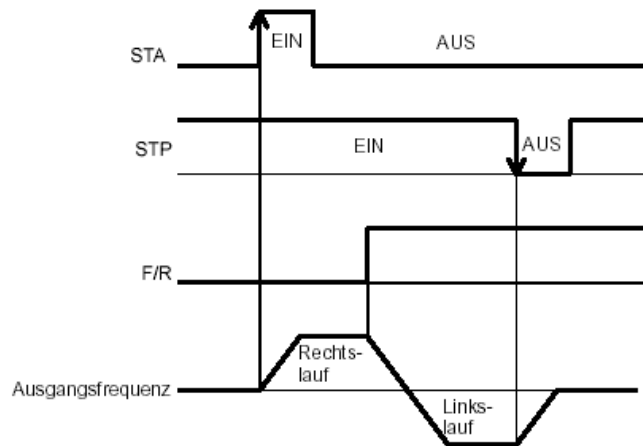 EIN
AUS
STA
STP
EIN
AUS
F/R
Rechts-
lauf
Ausgangsfrequenz
Links-
lauf